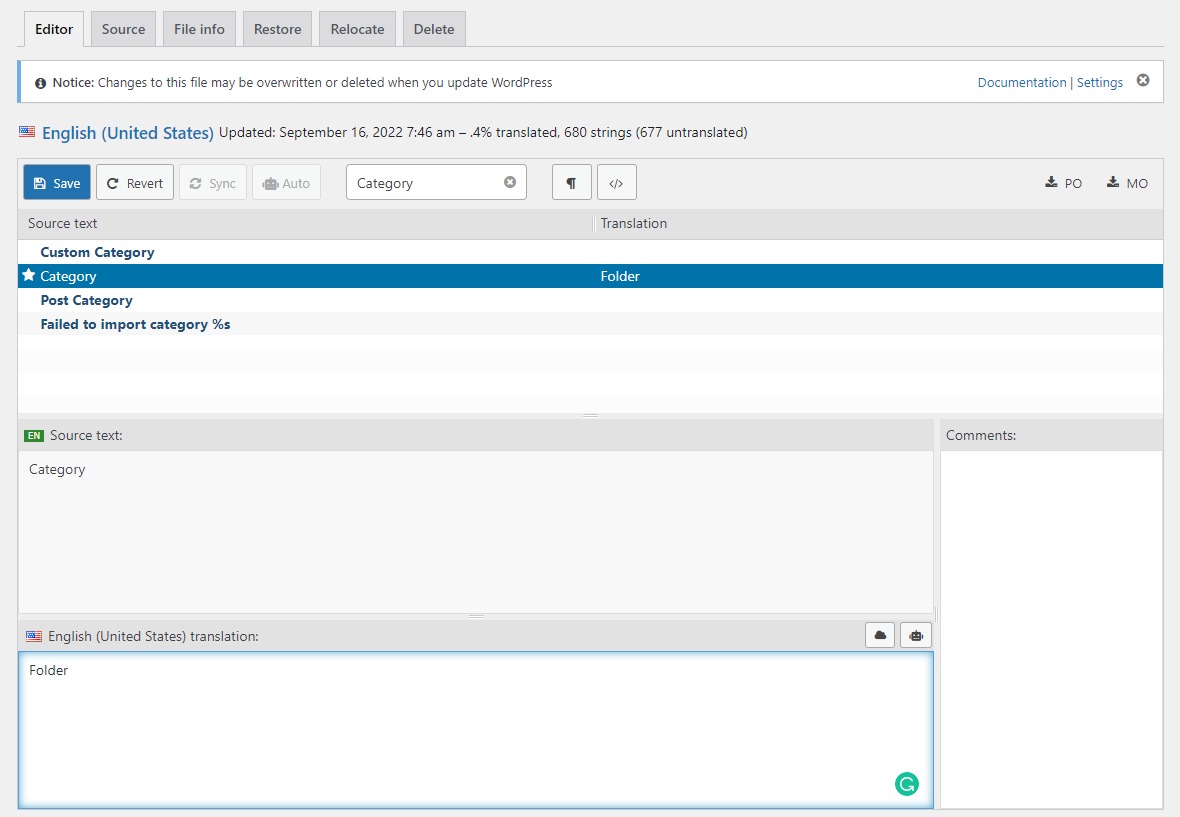 Editor Source File info Restore Relocate Delete
Notice: Changes to this file may be overwritten or deleted when you update WordPress Documentation | Settings
English (United States) Updated: September 16, 2022 7:46 am – .4% translated, 680 strings (677 untranslated)
Save Revert Sync Auto Category ¶ </> PO MO
Source text Translation
Custom Category
Category Folder
Post Category
Failed to import category %s
EN Source text: Comments:
Category
English (United States) translation:
Folder